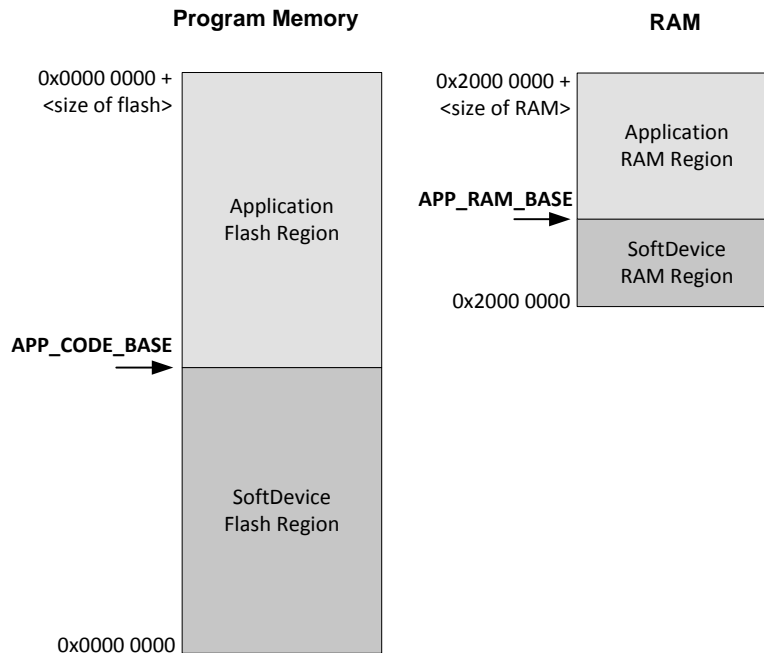 Program Memory
0x0000 0000 +
<size of flash>
Application
Flash Region
APP_CODE_BASE
SoftDevice
Flash Region
0x0000 0000
RAM
0x2000 0000 +
<size of RAM>
Application
RAM Region
APP_RAM_BASE
SoftDevice
RAM Region
0x2000 0000